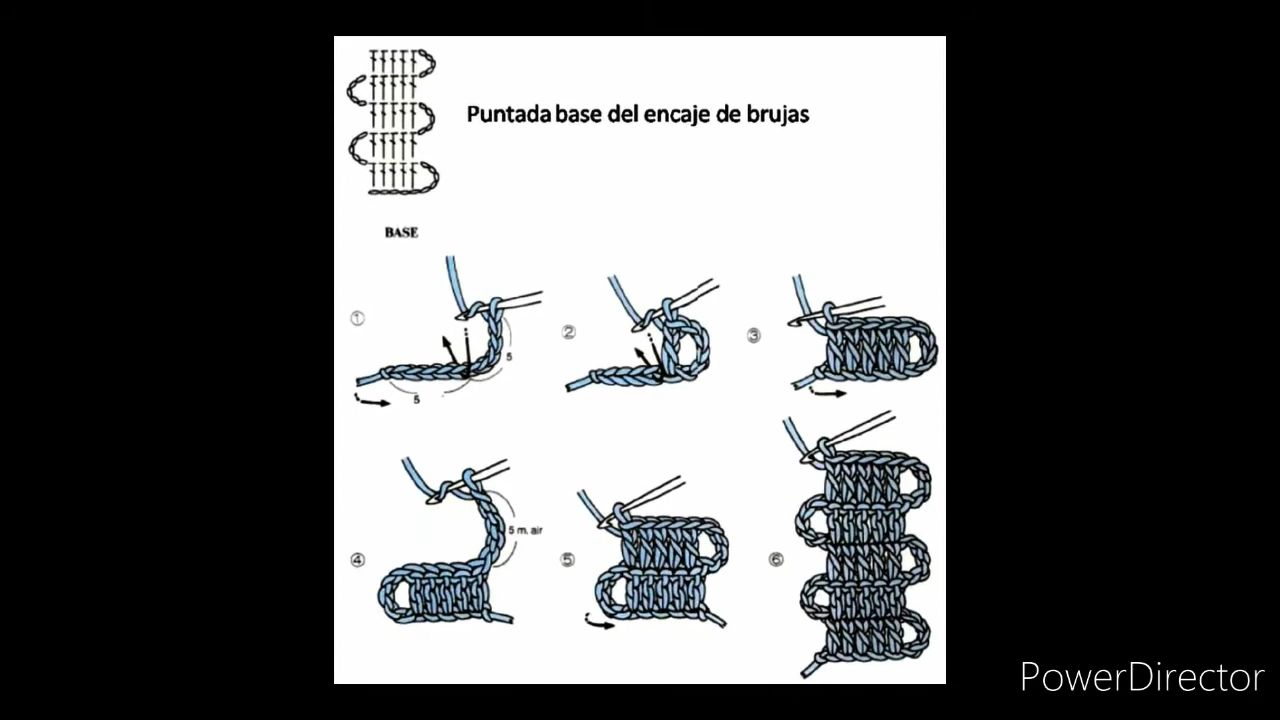 Puntada base del encaje de brujas
BASE
①
5
5
②
③
④
5 m. air
⑤
⑥
PowerDirector